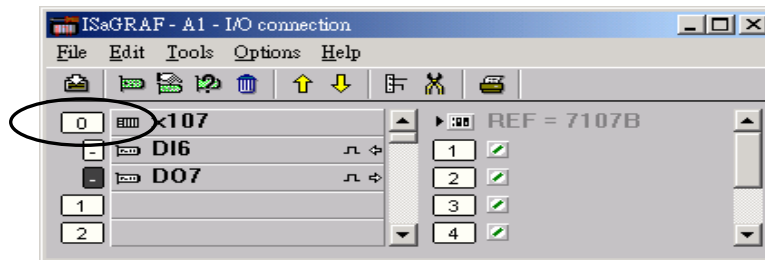 ISaGRAF - A1 - I/O connection
File Edit Tools Options Help
0 x107 REF = 7107B
- DI6 1
- DO7 2
1 3
2 4